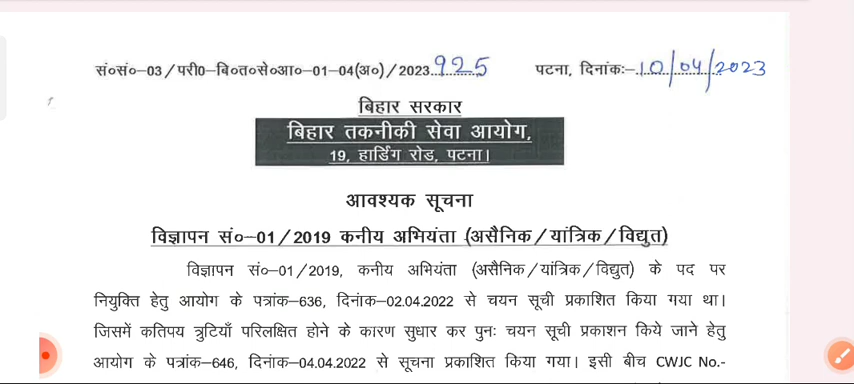 सं०सं०-03/परी0-बि०त०से०आ०-01-04(अ०)/2023..925 पटना, दिनांकः-10/04/2023
बिहार सरकार
बिहार तकनीकी सेवा आयोग,
19, हार्डिंग रोड, पटना।
आवश्यक सूचना
विज्ञापन सं०-01/2019 कनीय अभियंता (असैनिक/यांत्रिक/विद्युत)
विज्ञापन सं०-01/2019, कनीय अभियंता (असैनिक/यांत्रिक/विद्युत) के पद पर
नियुक्ति हेतु आयोग के पत्रांक-636, दिनांक-02.04.2022 से चयन सूची प्रकाशित किया गया था।
जिसमें कतिपय त्रुटियाँ परिलक्षित होने के कारण सुधार कर पुनः चयन सूची प्रकाशन किये जाने हेतु
आयोग के पत्रांक-646, दिनांक-04.04.2022 से सूचना प्रकाशित किया गया। इसी बीच CWJC No.-